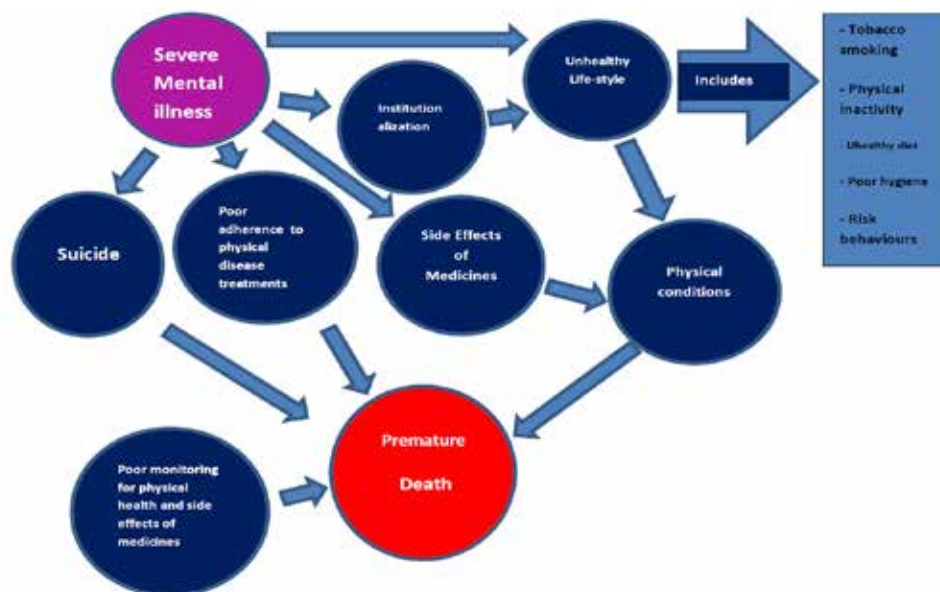 Severe
Mental
illness
Unhealthy
Life-style
Includes
- Tobacco
smoking
- Physical
inactivity
- Uhealthy diet
- Poor hygiene
- Risk
behaviours
Institution
alization
Suicide
Poor
adherence to
physical
disease
treatments
Side Effects
of
Medicines
Physical
conditions
Premature
Death
Poor monitoring
for physical
health and side
effects of
medicines